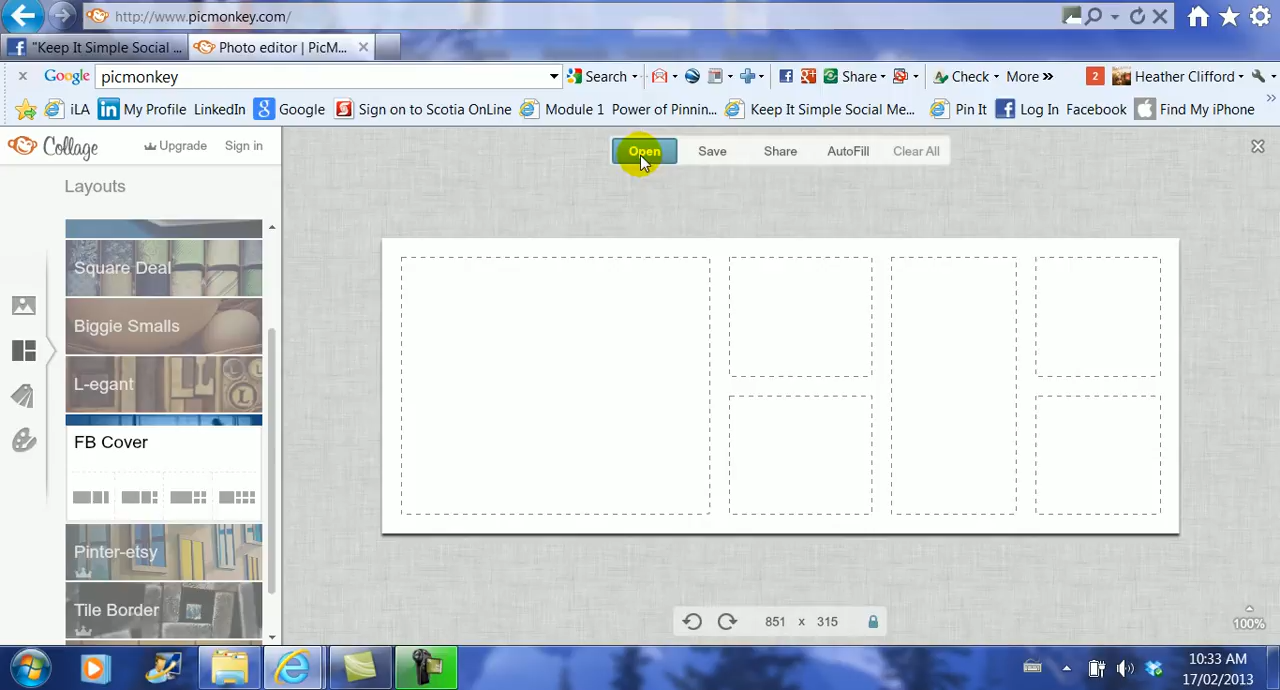 http://www.picmonkey.com/
"Keep It Simple Social ...
Photo editor | PicM...
Google
picmonkey
Search
Share
Check
More »
2
Heather Clifford
iLA
My Profile
LinkedIn
Google
Sign on to Scotia OnLine
Module 1 Power of Pinnin...
Keep It Simple Social Me...
Pin It
Log In
Facebook
Find My iPhone
Collage
Upgrade
Sign in
Open
Save
Share
AutoFill
Clear All
Layouts
Square Deal
Biggie Smalls
L-egant
FB Cover
Pinter-etsy
Tile Border
851 x 315
100%
10:33 AM
17/02/2013